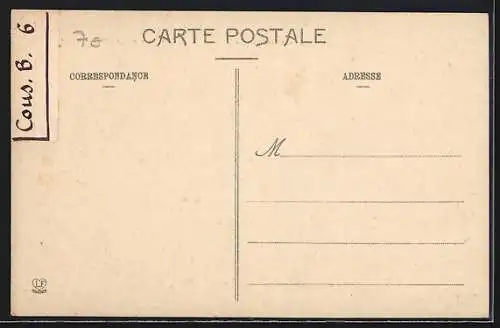 Cous. B. 6
70
CARTE POSTALE
CORRESPONDANCE
ADRESSE
M